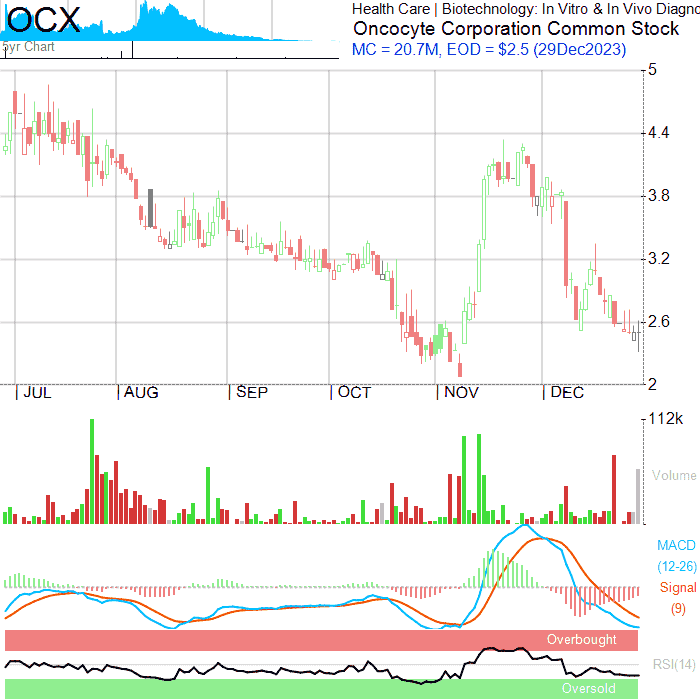 OCX
5yr Chart
Health Care | Biotechnology: In Vitro & In Vivo Diagno
Oncocyte Corporation Common Stock
MC = 20.7M, EOD = $2.5 (29Dec2023)
5
4.4
3.8
3.2
2.6
2
JUL AUG SEP OCT NOV DEC
112k
Volume
MACD
(12-26)
Signal
(9)
Overbought
RSI(14)
Oversold